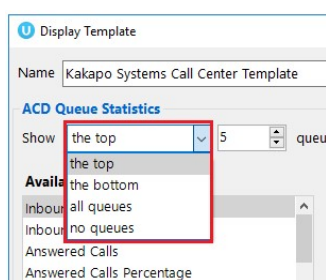 Display Template
Name Kakapo Systems Call Center Template
ACD Queue Statistics
Show the top 5
the top
the bottom
all queues
no queues
Answered Calls
Answered Calls Percentage